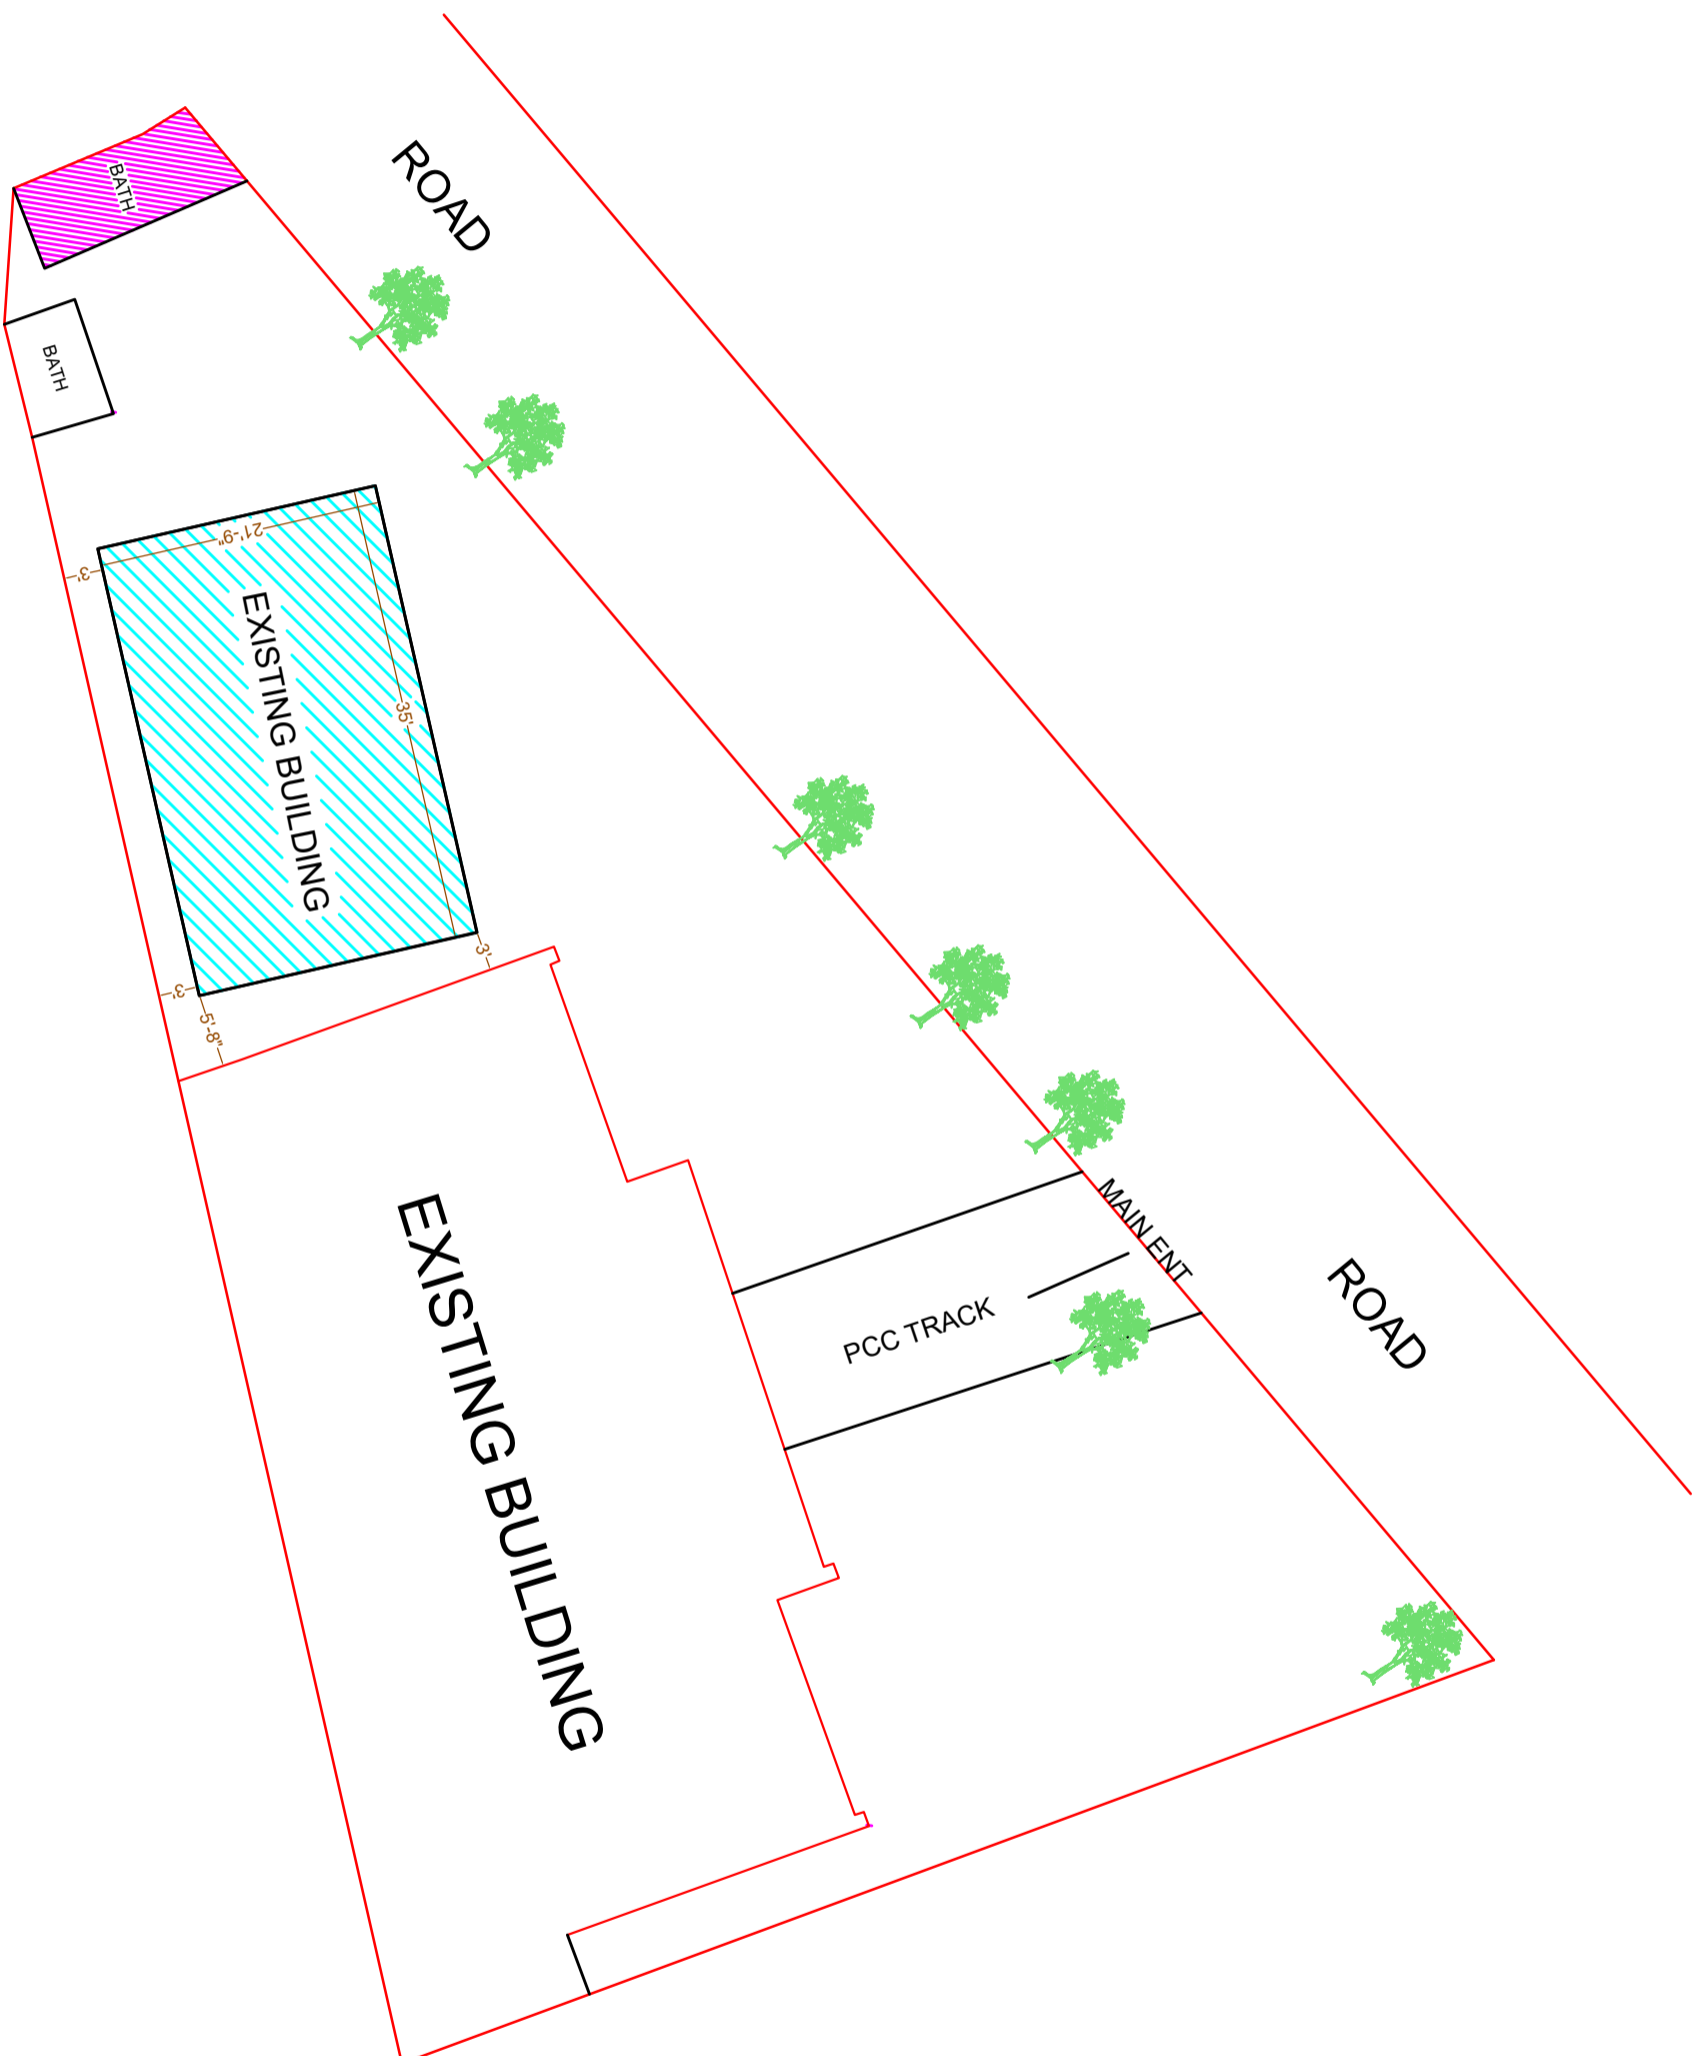 ROAD
BATH
BATH
21'-9"
3'
EXISTING BUILDING
35'
3'
3'
5'-8"
MAIN ENT
EXISTING BUILDING
PCC TRACK
ROAD